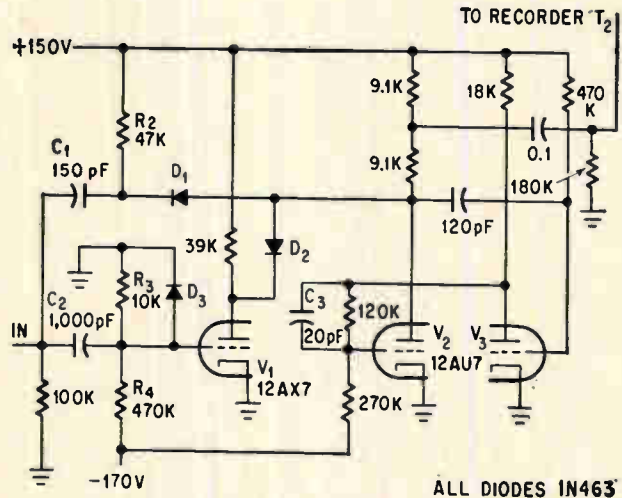 TO RECORDER T2
+150V
9.1K
18K
470
K
R2
47K
C1
150 pF
D1
9.1K
0.1
180K
39K
D2
120pF
R3
10K
D3
C3
20pF
120K
C2
1,000pF
IN
V1
12AX7
V2
V3
12AU7
100K
R4
470K
270K
-170V
ALL DIODES 1N463